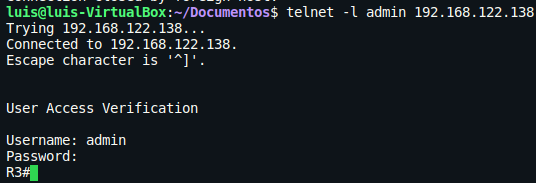 luis@luis-VirtualBox:~/Documentos$ telnet -l admin 192.168.122.138
Trying 192.168.122.138...
Connected to 192.168.122.138.
Escape character is '^]'.
User Access Verification
Username: admin
Password:
R3#